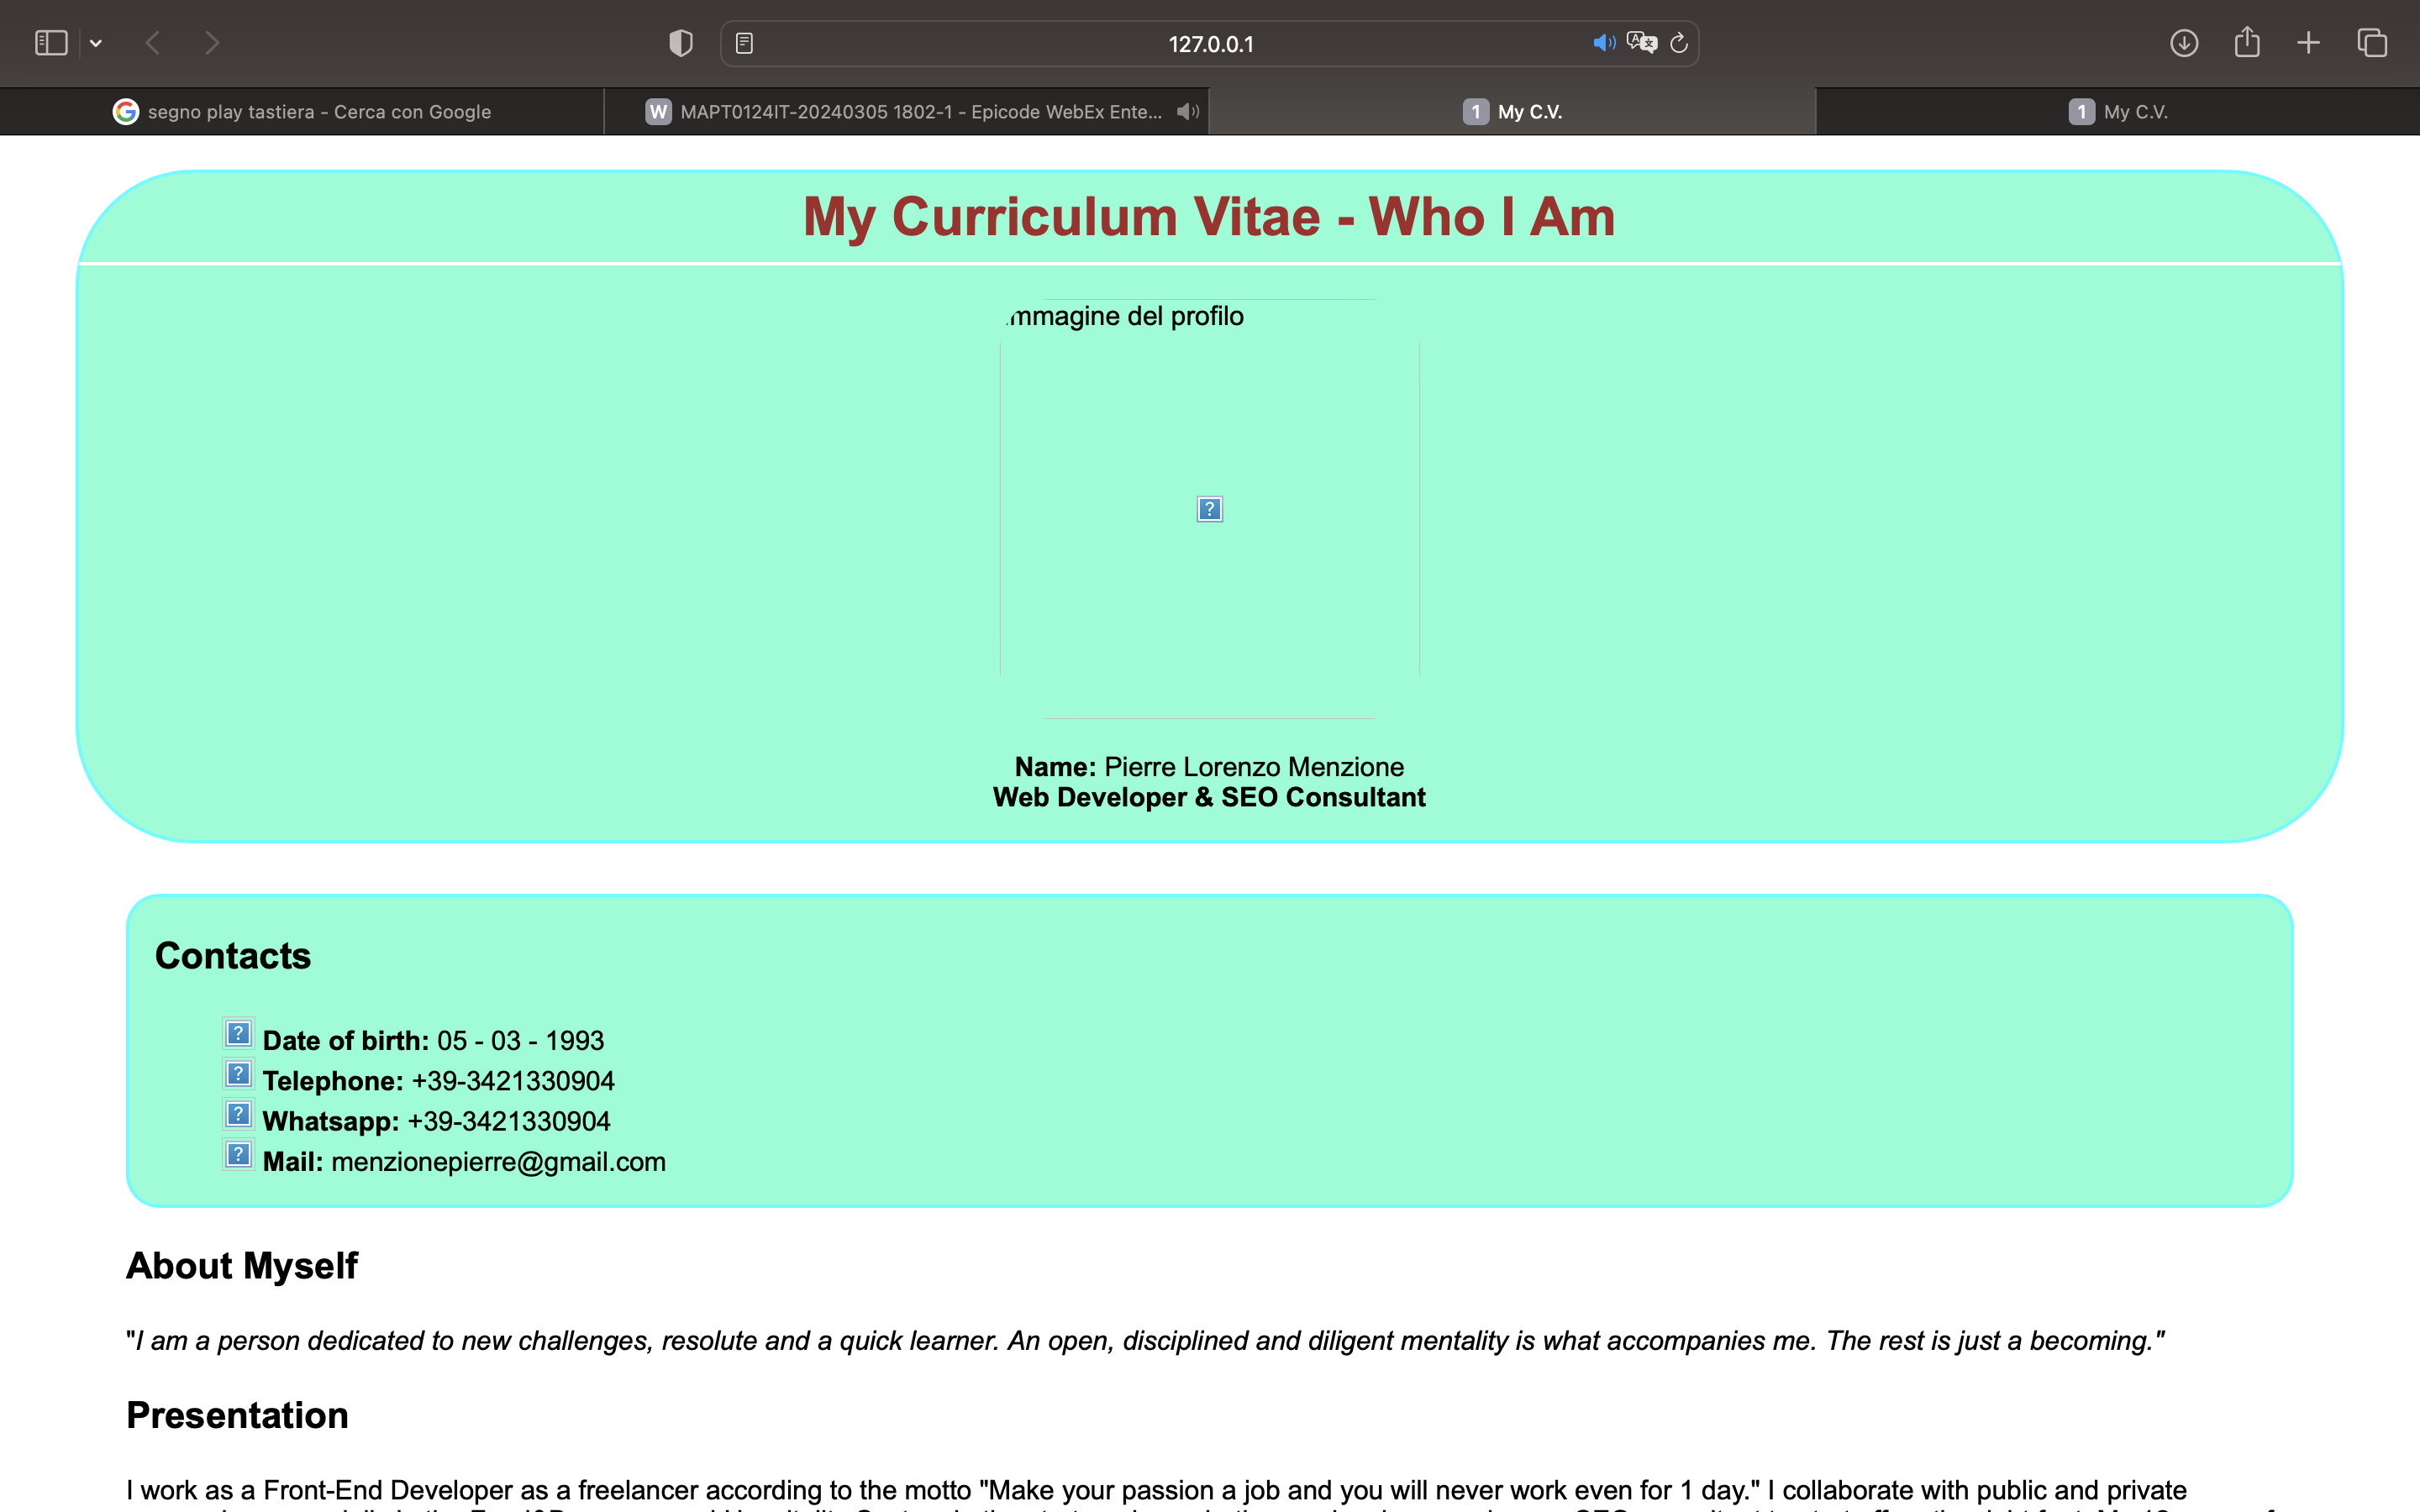 127.0.0.1
segno play tastiera - Cerca con Google
W MAPT0124IT-20240305 1802-1 - Epicode WebEx Ente...
1 My C.V.
1 My C.V.
My Curriculum Vitae - Who I Am
mmagine del profilo
Name: Pierre Lorenzo Menzione
Web Developer & SEO Consultant
Contacts
Date of birth: 05 - 03 - 1993
Telephone: +39-3421330904
Whatsapp: +39-3421330904
Mail: menzionepierre@gmail.com
About Myself
"I am a person dedicated to new challenges, resolute and a quick learner. An open, disciplined and diligent mentality is what accompanies me. The rest is just a becoming."
Presentation
I work as a Front-End Developer as a freelancer according to the motto "Make your passion a job and you will never work even for 1 day." I collaborate with public and private